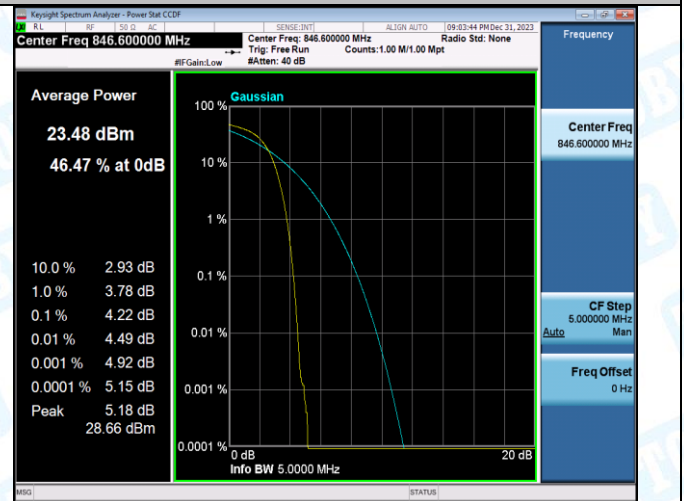 Keysight Spectrum Analyzer - Power Stat CCDF
RL RF 50 Ω AC SENSE:INT ALIGN AUTO 09:03:44 PM Dec 31, 2023
Center Freq 846.600000 MHz
Center Freq: 846.600000 MHz Radio Std: None
Trig: Free Run Counts:1.00 M/1.00 Mpt
#IFGain:Low #Atten: 40 dB
Frequency
Average Power
23.48 dBm
46.47 % at 0dB
10.0 % 2.93 dB
1.0 % 3.78 dB
0.1 % 4.22 dB
0.01 % 4.49 dB
0.001 % 4.92 dB
0.0001 % 5.15 dB
Peak 5.18 dB
28.66 dBm
Gaussian
100 %
10 %
1 %
0.1 %
0.01 %
0.001 %
0.0001 %
0 dB 20 dB
Info BW 5.0000 MHz
Center Freq
846.600000 MHz
CF Step
5.000000 MHz
Auto Man
Freq Offset
0 Hz
MSG STATUS